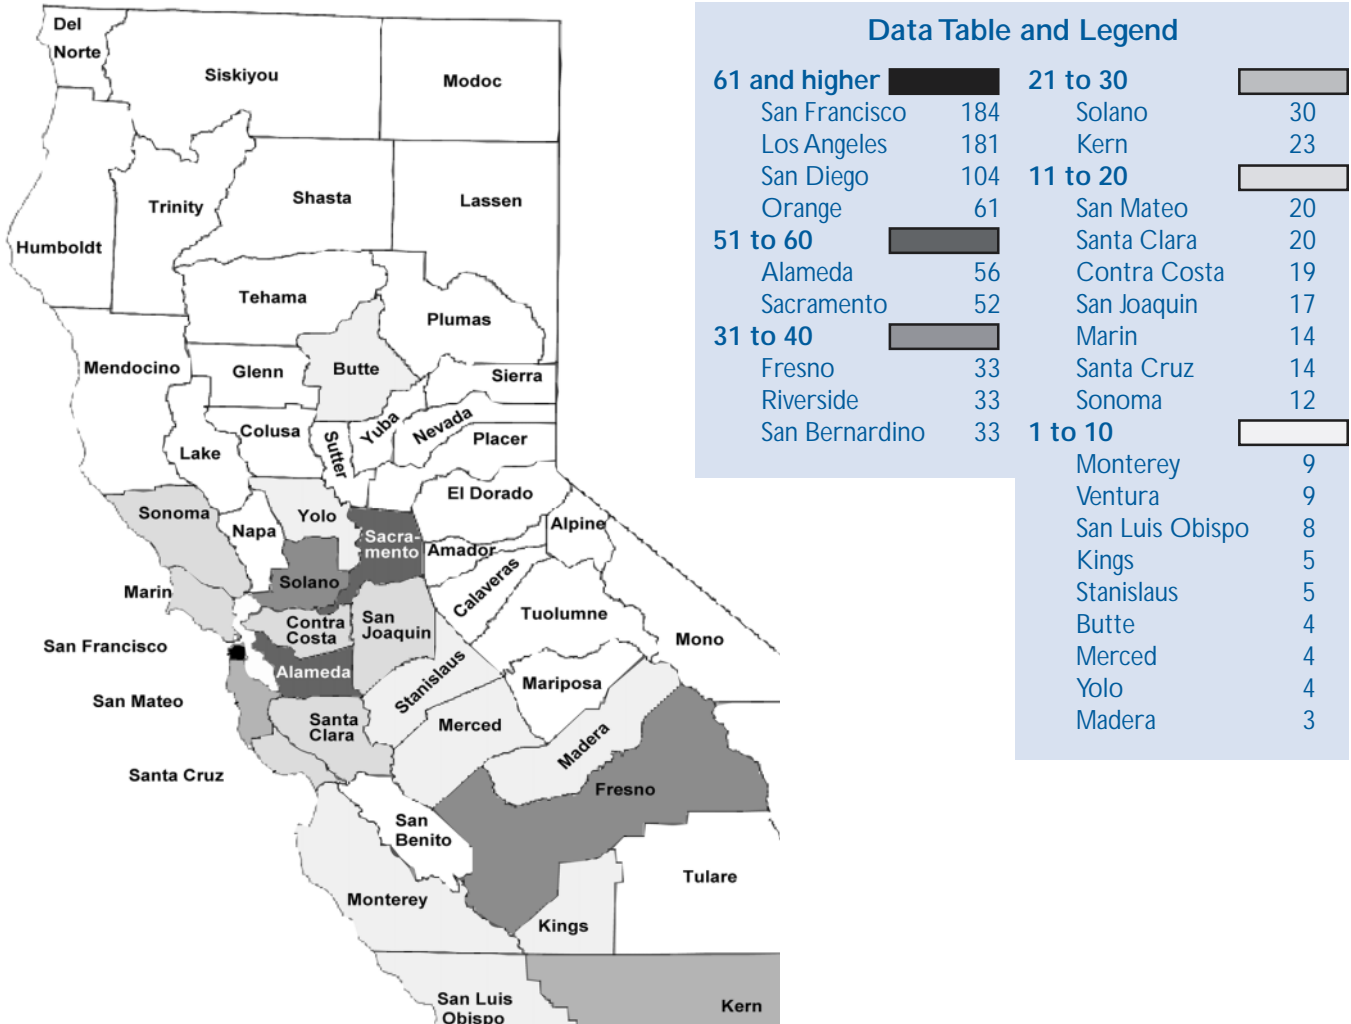 Del
Norte
Siskiyou
Modoc
Humboldt
Trinity
Shasta
Lassen
Tehama
Plumas
Mendocino
Glenn
Butte
Sierra
Colusa
Lake
Sutter
Yuba
Nevada
Placer
El Dorado
Sonoma
Napa
Yolo
Sacra-
mento
Amador
Alpine
Marin
Solano
Calaveras
Tuolumne
Mono
San Francisco
Contra
Costa
San
Joaquin
Alameda
Stanislaus
Mariposa
San Mateo
Santa
Clara
Merced
Madera
Santa Cruz
San
Benito
Fresno
Tulare
Monterey
Kings
San Luis
Obispo
Kern
Data Table and Legend
61 and higher
San Francisco 184
Los Angeles 181
San Diego 104
Orange 61
51 to 60
Alameda 56
Sacramento 52
31 to 40
Fresno 33
Riverside 33
San Bernardino 33
21 to 30
Solano 30
Kern 23
11 to 20
San Mateo 20
Santa Clara 20
Contra Costa 19
San Joaquin 17
Marin 14
Santa Cruz 14
Sonoma 12
1 to 10
Monterey 9
Ventura 9
San Luis Obispo 8
Kings 5
Stanislaus 5
Butte 4
Merced 4
Yolo 4
Madera 3